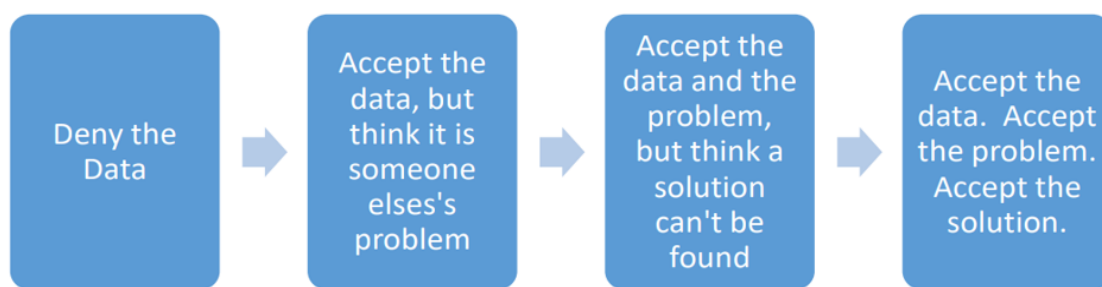 Deny the
Data
Accept the
data, but
think it is
someone
elses's
problem
Accept the
data and the
problem,
but think a
solution
can't be
found
Accept the
data.  Accept
the problem.
Accept the
solution.